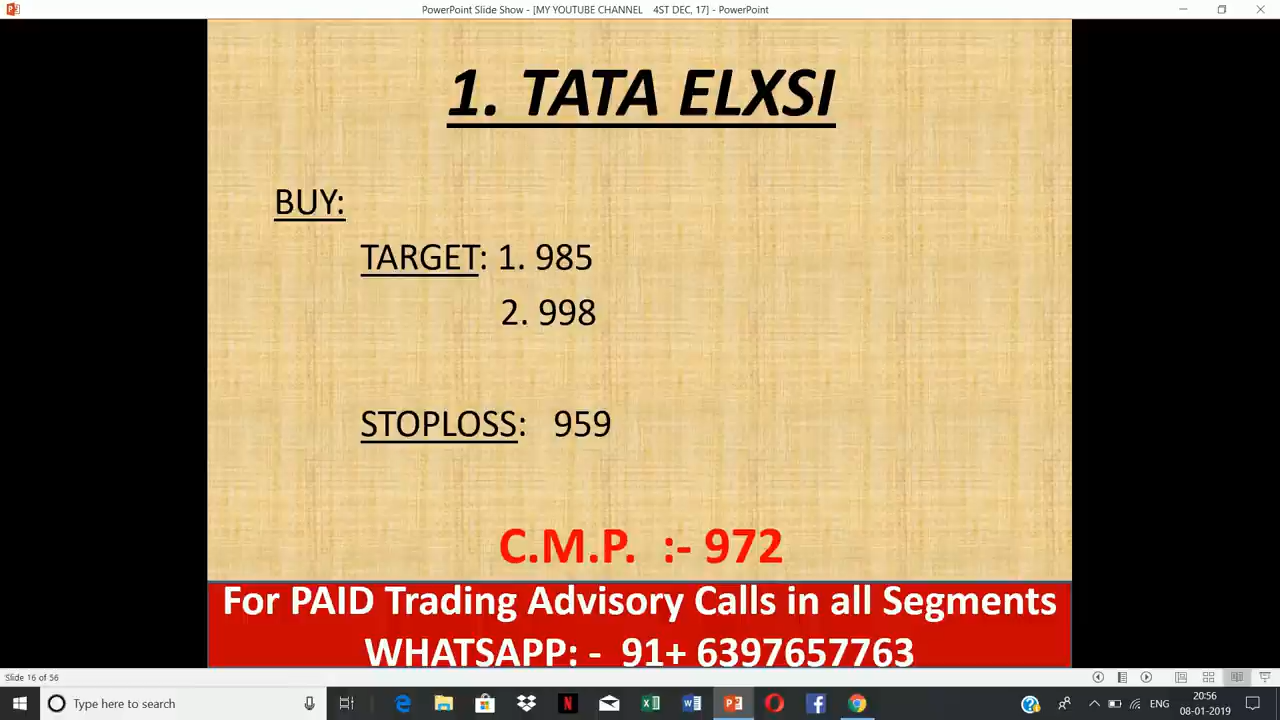 PowerPoint Slide Show - [MY YOUTUBE CHANNEL 4ST DEC, 17] - PowerPoint
1. TATA ELXSI
BUY:
TARGET: 1. 985
2. 998
STOPLOSS: 959
C.M.P. :- 972
For PAID Trading Advisory Calls in all Segments
WHATSAPP: - 91+ 6397657763
Slide 16 of 56
Type here to search
ENG
20:56
08-01-2019